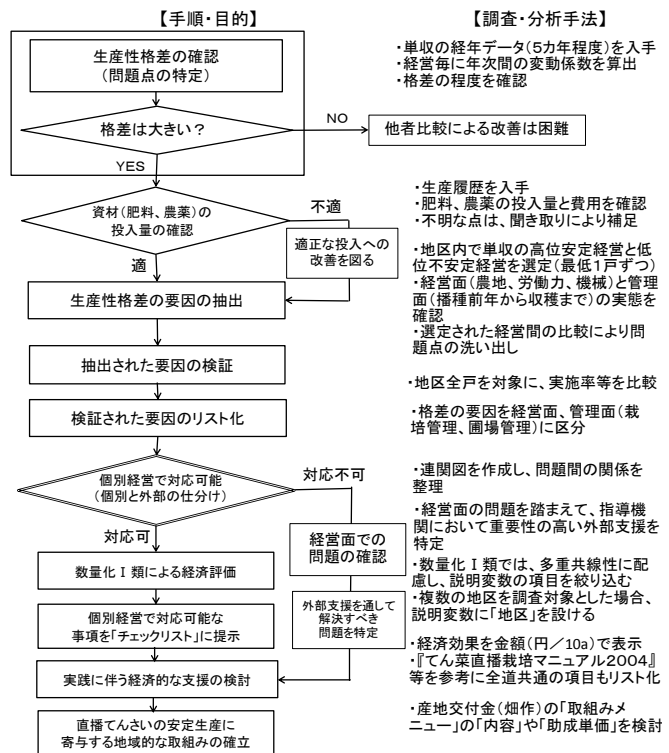 【手順・目的】
【調査・分析手法】
生産性格差の確認
(問題点の特定)
・単収の経年データ(5カ年程度)を入手
・経営毎に年次間の変動係数を算出
・格差の程度を確認
格差は大きい?
NO
他者比較による改善は困難
YES
資材(肥料、農薬)の
投入量の確認
不適
適正な投入への
改善を図る
適
・生産履歴を入手
・肥料、農薬の投入量と費用を確認
・不明な点は、聞き取りにより補足
生産性格差の要因の抽出
・地区内で単収の高位安定経営と低
位不安定経営を選定(最低1戸ずつ)
・経営面(農地、労働力、機械)と管理
面(播種前年から収穫まで)の実態を
確認
・選定された経営間の比較により問
題点の洗い出し
抽出された要因の検証
・地区全戸を対象に、実施率等を比較
検証された要因のリスト化
・格差の要因を経営面、管理面(栽
培管理、圃場管理)に区分
個別経営で対応可能
(個別と外部の仕分け)
対応不可
対応可
・連関図を作成し、問題間の関係を
整理
経営面での
問題の確認
・経営面の問題を踏まえて、指導機
関において重要性の高い外部支援を
特定
数量化Ⅰ類による経済評価
・数量化Ⅰ類では、多重共線性に配
慮し、説明変数の項目を絞り込む
・複数の地区を調査対象とした場合、
説明変数に「地区」を設ける
外部支援を通して
解決すべき
問題を特定
個別経営で対応可能な
事項を「チェックリスト」に提示
・経済効果を金額(円/10a)で表示
・『てん菜直播栽培マニュアル2004』
等を参考に全道共通の項目もリスト化
実践に伴う経済的な支援の検討
・産地交付金(畑作)の「取組みメ
ニュー」の「内容」や「助成単価」を検討
直播てんさいの安定生産に
寄与する地域的な取組みの確立